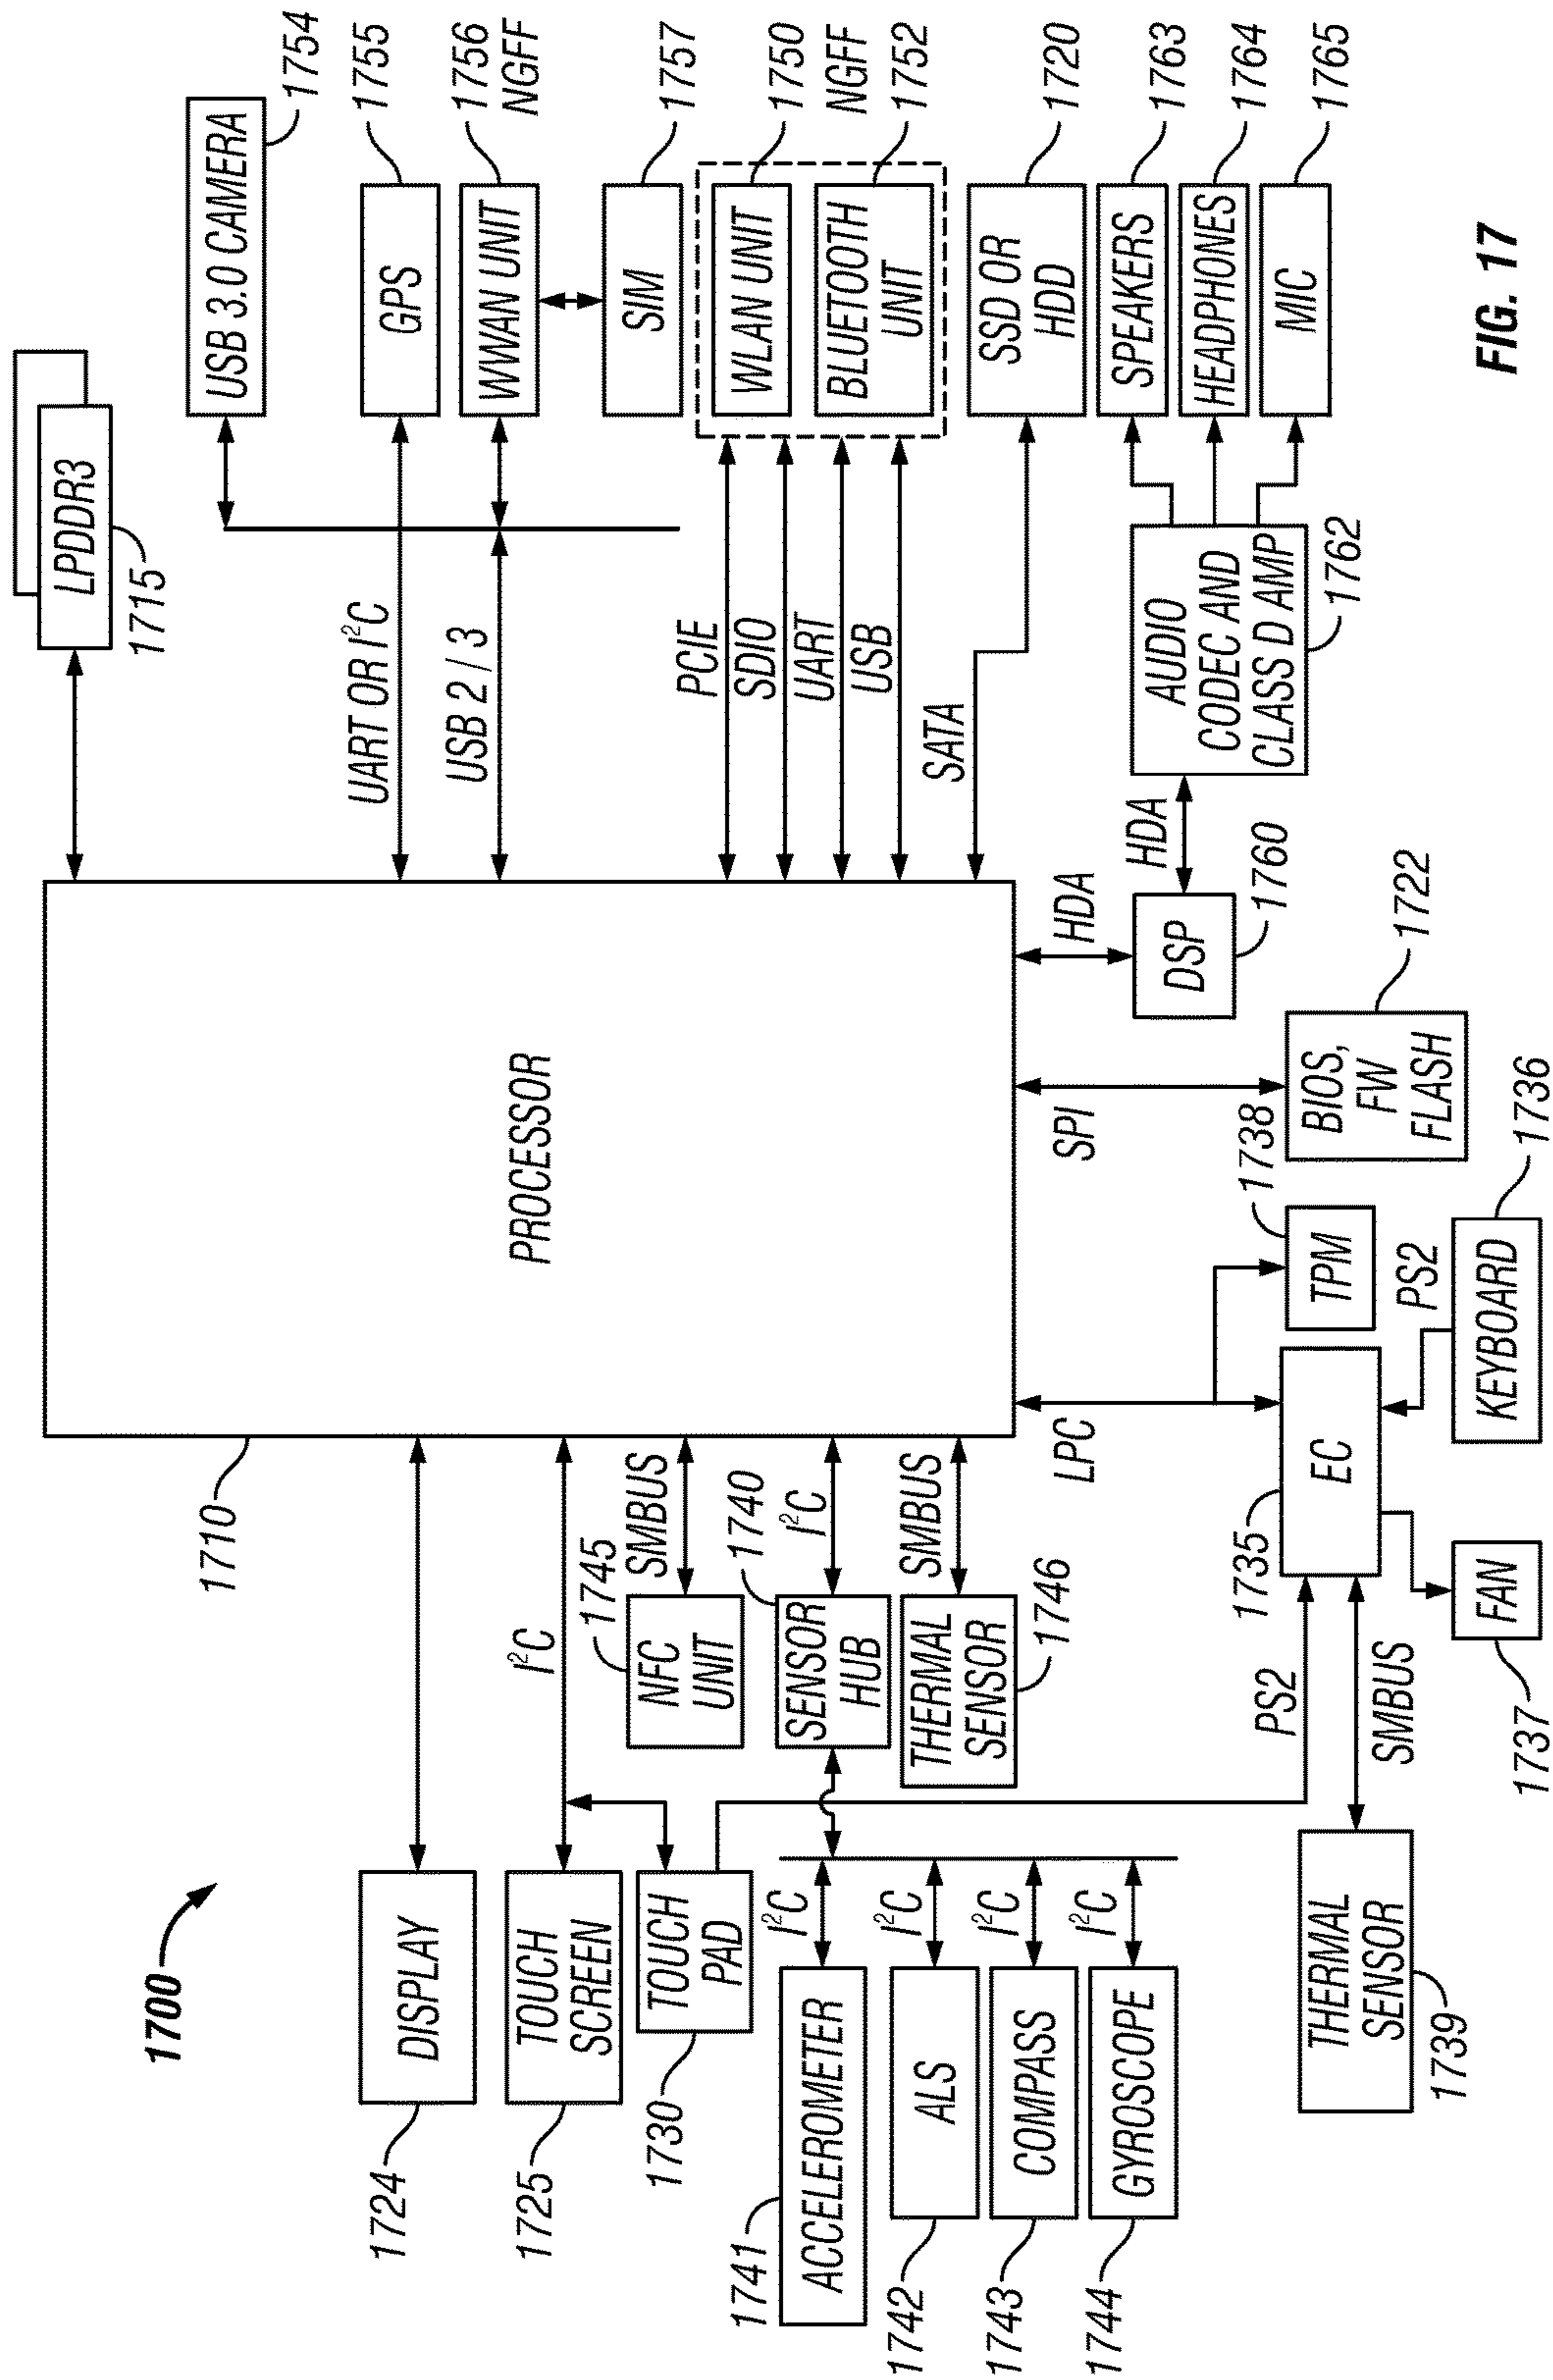 1700
LPDDR3
1715
USB 3.0 CAMERA
1754
DISPLAY
1724
1710
PROCESSOR
UART OR I²C
GPS
1755
USB 2 / 3
WWAN UNIT
1756
NGFF
SIM
1757
TOUCH
SCREEN
1725
I²C
TOUCH
PAD
1730
NFC
UNIT
1745
SMBUS
SENSOR
HUB
1740
I²C
THERMAL
SENSOR
1746
SMBUS
PCIE
SDIO
UART
USB
WLAN UNIT
1750
NGFF
BLUETOOTH
UNIT
1752
SATA
SSD OR
HDD
1720
ACCELEROMETER
1741
I²C
ALS
1742
I²C
COMPASS
1743
I²C
GYROSCOPE
1744
I²C
LPC
SPI
HDA
DSP
1760
HDA
AUDIO
CODEC AND
CLASS D AMP
1762
SPEAKERS
1763
HEADPHONES
1764
MIC
1765
PS2
THERMAL
SENSOR
1739
SMBUS
EC
1735
TPM
1738
BIOS,
FW
FLASH
1722
FAN
1737
KEYBOARD
1736
PS2
FIG. 17